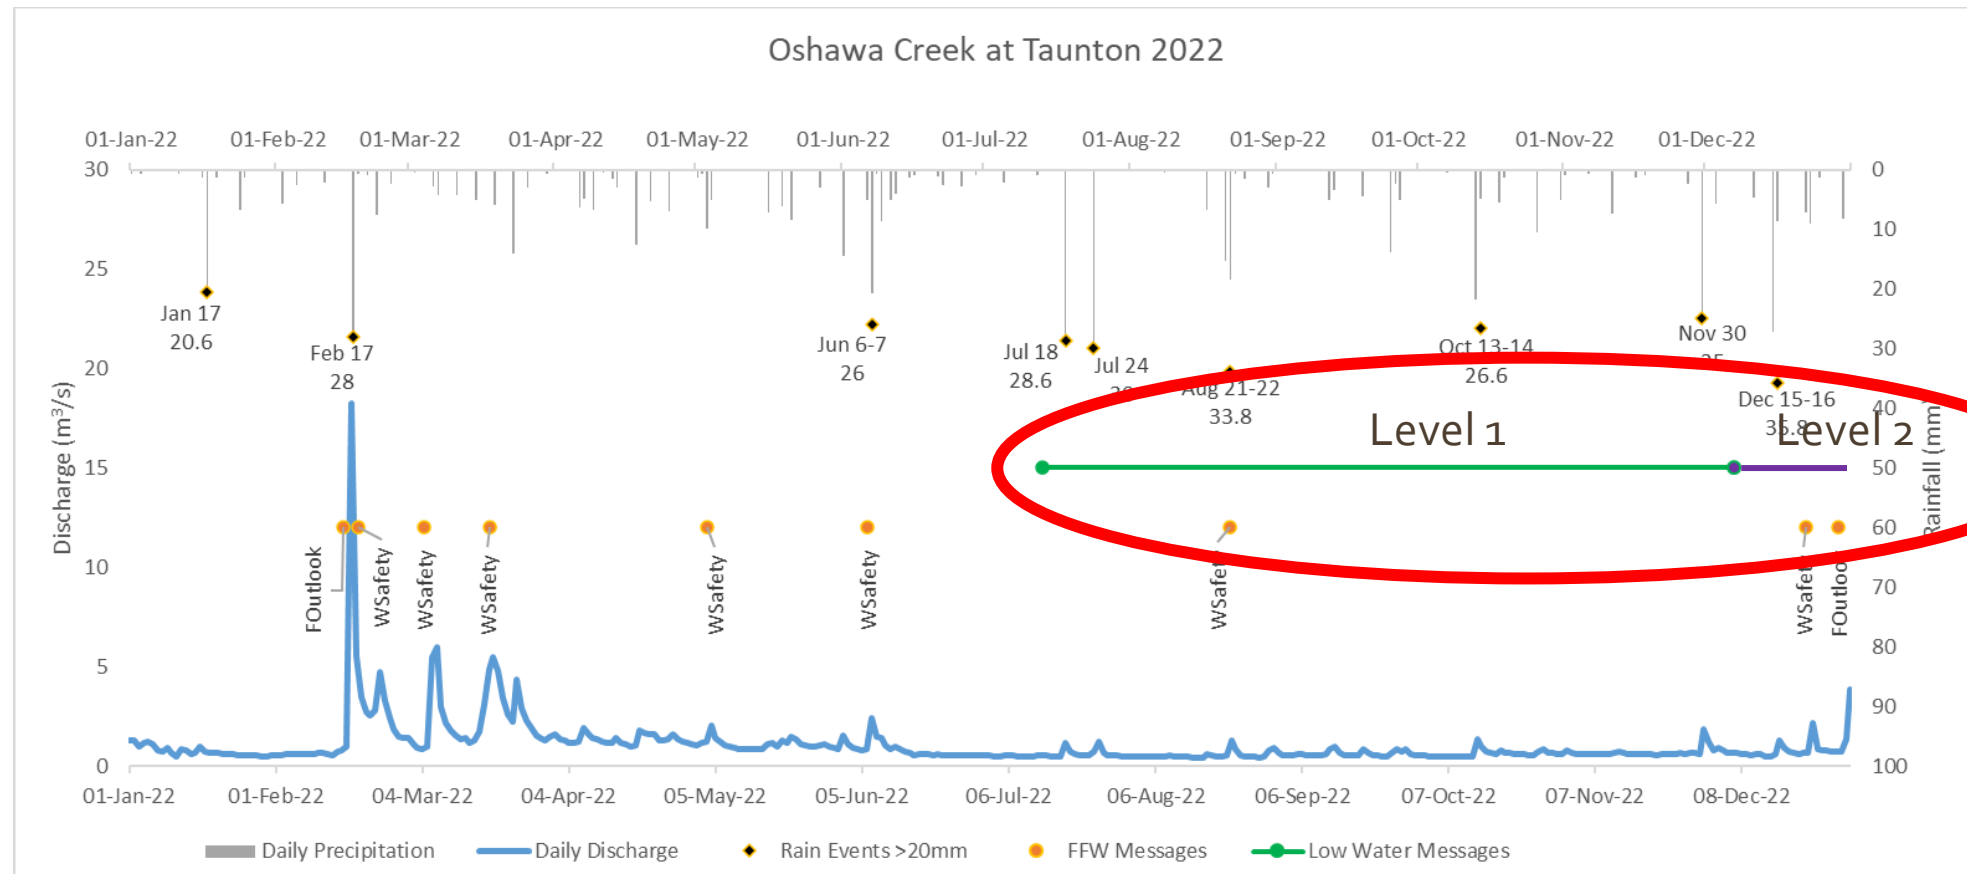 Oshawa Creek at Taunton 2022
01-Jan-22 01-Feb-22 01-Mar-22 01-Apr-22 01-May-22 01-Jun-22 01-Jul-22 01-Aug-22 01-Sep-22 01-Oct-22 01-Nov-22 01-Dec-22
30
25
20
15
10
5
0
Discharge (m³/s)
0
10
20
30
40
50
60
70
80
90
100
Rainfall (mm)
Jan 17
20.6
Feb 17
28
Jun 6-7
26
Jul 18
28.6
Jul 24
Aug 21-22
33.8
Oct 13-14
26.6
Nov 30
25
Dec 15-16
35.8
Level 1
Level 2
FOutlook
WSafety
WSafety
WSafety
WSafety
WSafety
WSafety
WSafety
FOutlook
01-Jan-22 01-Feb-22 04-Mar-22 04-Apr-22 05-May-22 05-Jun-22 06-Jul-22 06-Aug-22 06-Sep-22 07-Oct-22 07-Nov-22 08-Dec-22
Daily Precipitation Daily Discharge Rain Events >20mm FFW Messages Low Water Messages